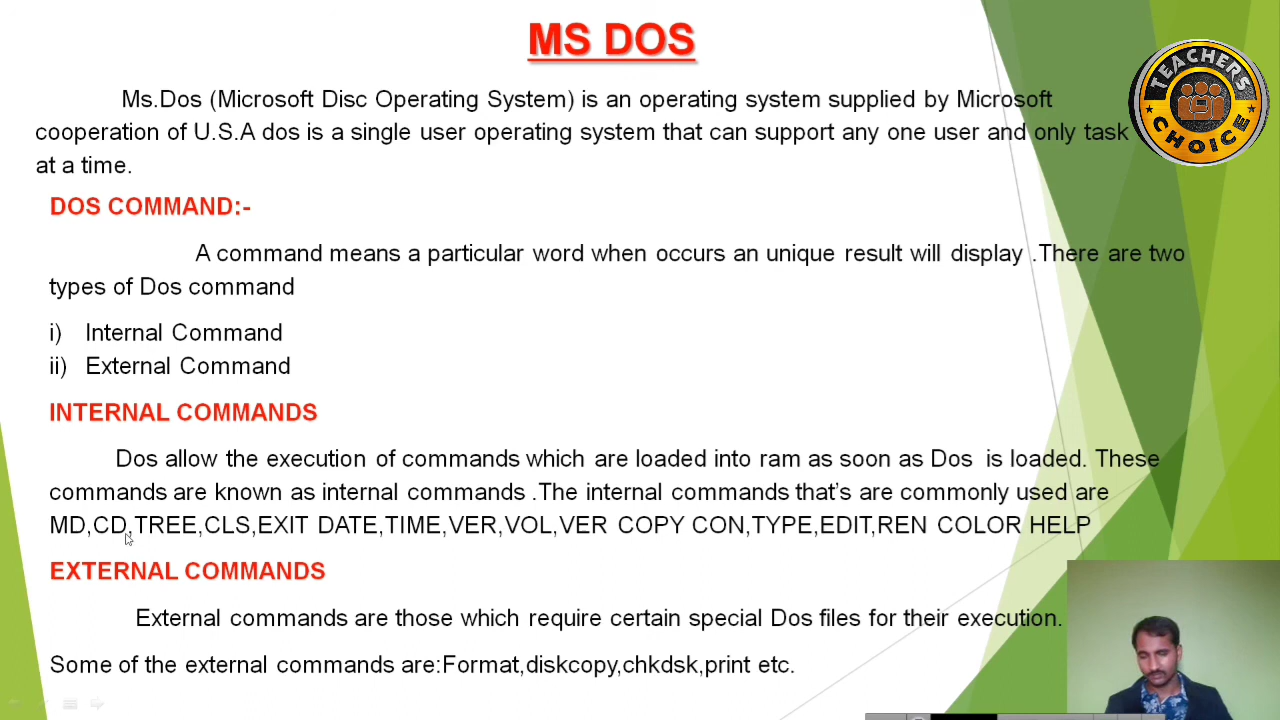 MS DOS
TEACHERS
CHOICE
Ms.Dos (Microsoft Disc Operating System) is an operating system supplied by Microsoft
cooperation of U.S.A dos is a single user operating system that can support any one user and only task
at a time.
DOS COMMAND:-
A command means a particular word when occurs an unique result will display .There are two
types of Dos command
i) Internal Command
ii) External Command
INTERNAL COMMANDS
Dos allow the execution of commands which are loaded into ram as soon as Dos is loaded. These
commands are known as internal commands .The internal commands that’s are commonly used are
MD,CD,TREE,CLS,EXIT DATE,TIME,VER,VOL,VER COPY CON,TYPE,EDIT,REN COLOR HELP
EXTERNAL COMMANDS
External commands are those which require certain special Dos files for their execution.
Some of the external commands are:Format,diskcopy,chkdsk,print etc.